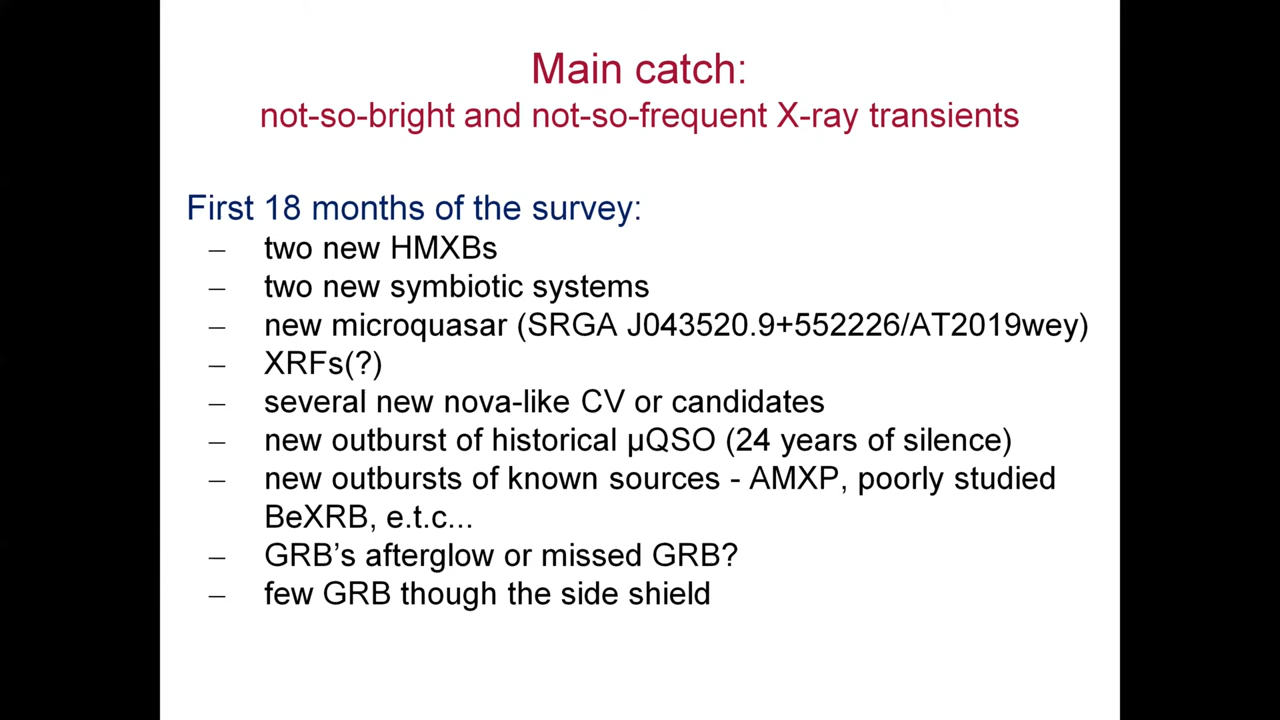 Main catch:
not-so-bright and not-so-frequent X-ray transients
First 18 months of the survey:
– two new HMXBs
– two new symbiotic systems
– new microquasar (SRGA J043520.9+552226/AT2019wey)
– XRFs(?)
– several new nova-like CV or candidates
– new outburst of historical µQSO (24 years of silence)
– new outbursts of known sources - AMXP, poorly studied
BeXRB, e.t.c...
– GRB’s afterglow or missed GRB?
– few GRB though the side shield